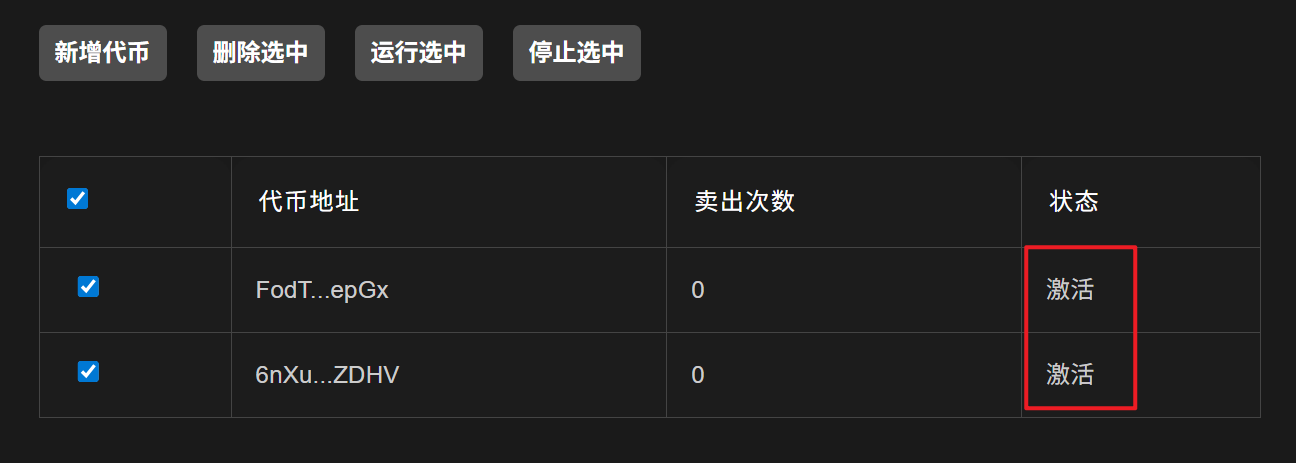 新增代币 删除选中 运行选中 停止选中
代币地址 卖出次数 状态
FodT...epGx 0 激活
6nXu...ZDHV 0 激活